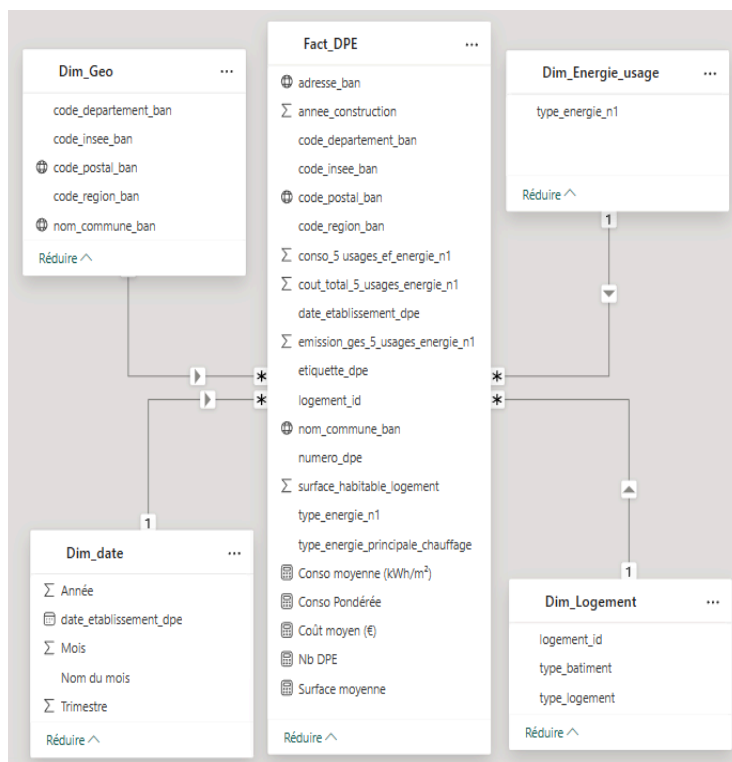 Dim_Geo
code_departement_ban
code_insee_ban
code_postal_ban
code_region_ban
nom_commune_ban
Réduire
Fact_DPE
adresse_ban
annee_construction
code_departement_ban
code_insee_ban
code_postal_ban
code_region_ban
conso_5 usages_ef_energie_n1
cout_total_5_usages_energie_n1
date_etablissement_dpe
emission_ges_5_usages_energie_n1
etiquette_dpe
logement_id
nom_commune_ban
numero_dpe
surface_habitable_logement
type_energie_n1
type_energie_principale_chauffage
Conso moyenne (kWh/m²)
Conso Pondérée
Coût moyen (€)
Nb DPE
Surface moyenne
Réduire
Dim_Energie_usage
type_energie_n1
Réduire
1
*
*
*
*
1
Dim_date
Année
date_etablissement_dpe
Mois
Nom du mois
Trimestre
Réduire
1
Dim_Logement
logement_id
type_batiment
type_logement
Réduire